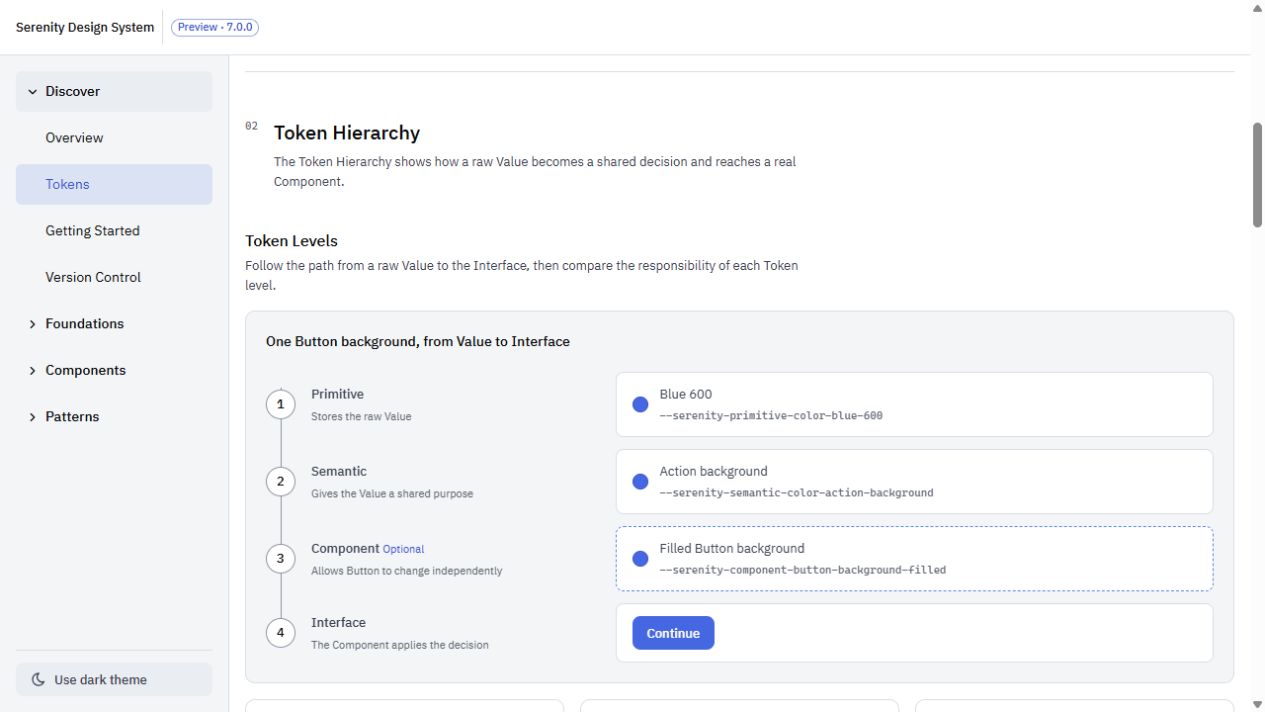 Serenity Design System
Preview · 7.0.0
Discover
Overview
Tokens
Getting Started
Version Control
Foundations
Components
Patterns
Use dark theme
02
Token Hierarchy
The Token Hierarchy shows how a raw Value becomes a shared decision and reaches a real
Component.
Token Levels
Follow the path from a raw Value to the Interface, then compare the responsibility of each Token
level.
One Button background, from Value to Interface
1
Primitive
Stores the raw Value
Blue 600
--serenity-primitive-color-blue-600
2
Semantic
Gives the Value a shared purpose
Action background
--serenity-semantic-color-action-background
3
Component Optional
Allows Button to change independently
Filled Button background
--serenity-component-button-background-filled
4
Interface
The Component applies the decision
Continue